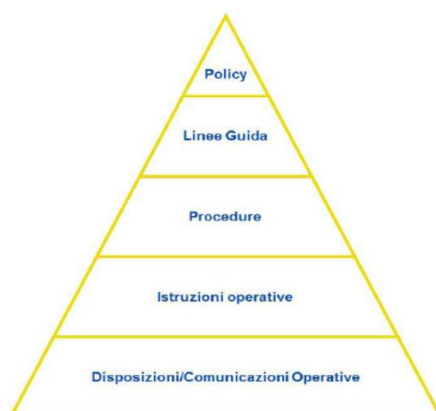 Policy
Linee Guida
Procedure
Istruzioni operative
Disposizioni/Comunicazioni Operative